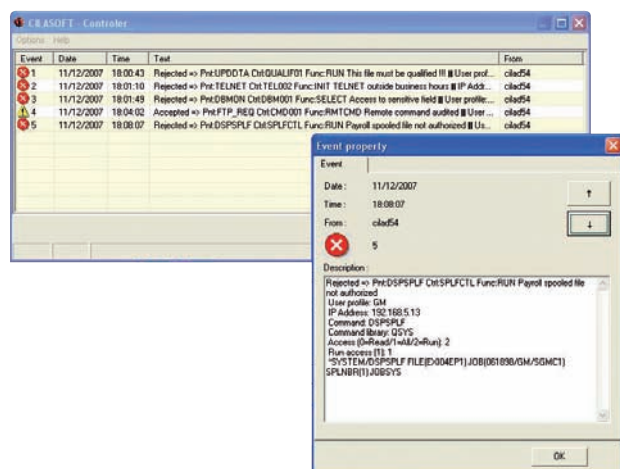 CILASOFT - Controler
Options Help
Event Date Time Text From
1 11/12/2007 18:00:43 Rejected => Pnt:UPDDTA Ctrl:QUALIF01 Func:RUN This file must be qualified !!! User prof... cilad54
2 11/12/2007 18:01:10 Rejected => Pnt:TELNET Ctrl:TEL002 Func:INIT TELNET outside business hours IP Addr... cilad54
3 11/12/2007 18:01:49 Rejected => Pnt:DBMON Ctrl:DBM001 Func:SELECT Access to sensitive field User profile:... cilad54
4 11/12/2007 18:04:02 Accepted => Pnt:FTP_REQ Ctrl:CMD001 Func:RMTCMD Remote command audited User ... cilad54
5 11/12/2007 18:08:07 Rejected => Pnt:DSPSPLF Ctrl:SPLFCTL Func:RUN Payroll spooled file not authorized Us... cilad54
Event property
Event
Date : 11/12/2007
Time : 18:08:07
From : cilad54
5
Description :
Rejected => Pnt:DSPSPLF Ctrl:SPLFCTL Func:RUN Payroll spooled file
not authorized
User profile: GM
IP Address: 192.168.5.13
Command: DSPSPLF
Command library: QSYS
Access (0=Read/1=All/2=Run): 2
Run access (1): 1
*SYSTEM/DSPSPLF FILE(EX004EP1) JOB(061898/GM/SGMC1)
SPLNBR(1) JOBSYS
OK